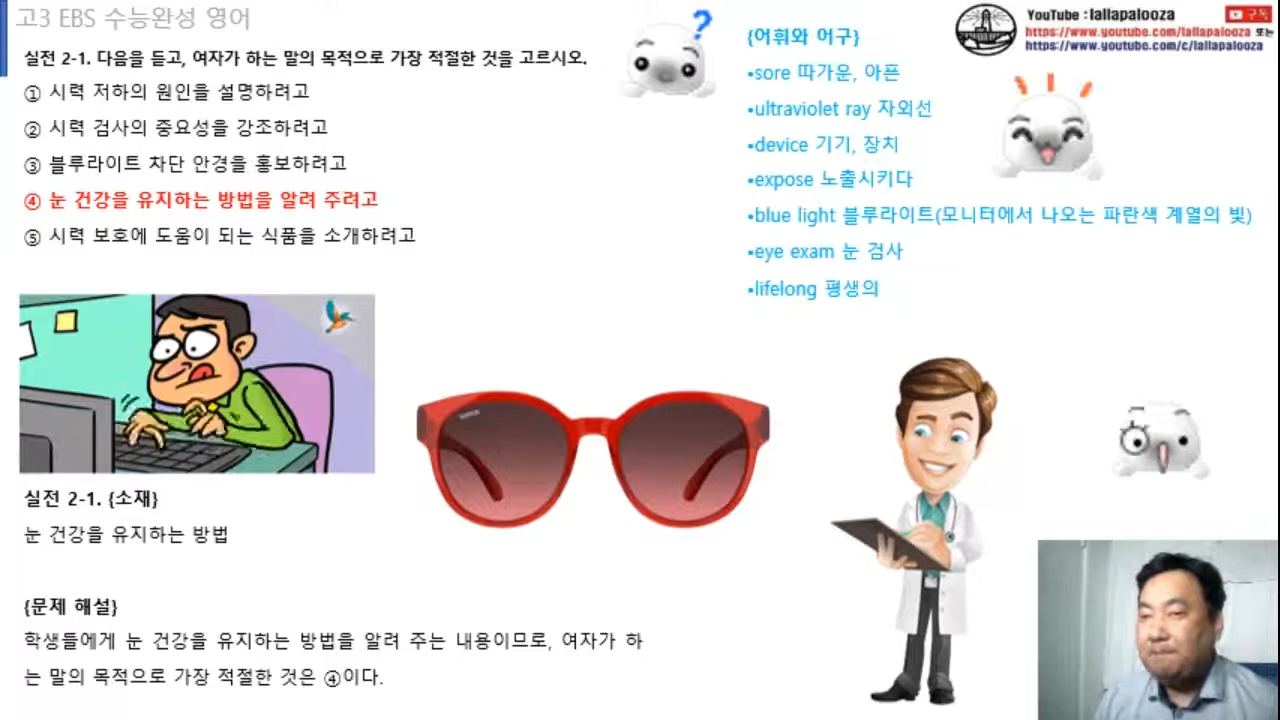 고3 EBS 수능완성 영어
실전 2-1. 다음을 듣고, 여자가 하는 말의 목적으로 가장 적절한 것을 고르시오.
① 시력 저하의 원인을 설명하려고
② 시력 검사의 중요성을 강조하려고
③ 블루라이트 차단 안경을 홍보하려고
④ 눈 건강을 유지하는 방법을 알려 주려고
⑤ 시력 보호에 도움이 되는 식품을 소개하려고
실전 2-1. {소재}
눈 건강을 유지하는 방법
{문제 해설}
학생들에게 눈 건강을 유지하는 방법을 알려 주는 내용이므로, 여자가 하
는 말의 목적으로 가장 적절한 것은 ④이다.
{어휘와 어구}
•sore 따가운, 아픈
•ultraviolet ray 자외선
•device 기기, 장치
•expose 노출시키다
•blue light 블루라이트(모니터에서 나오는 파란색 계열의 빛)
•eye exam 눈 검사
•lifelong 평생의
YouTube : lallapalooza
구독
https://www.youtube.com/lallapalooza 또는
https://www.youtube.com/c/lallapalooza
?